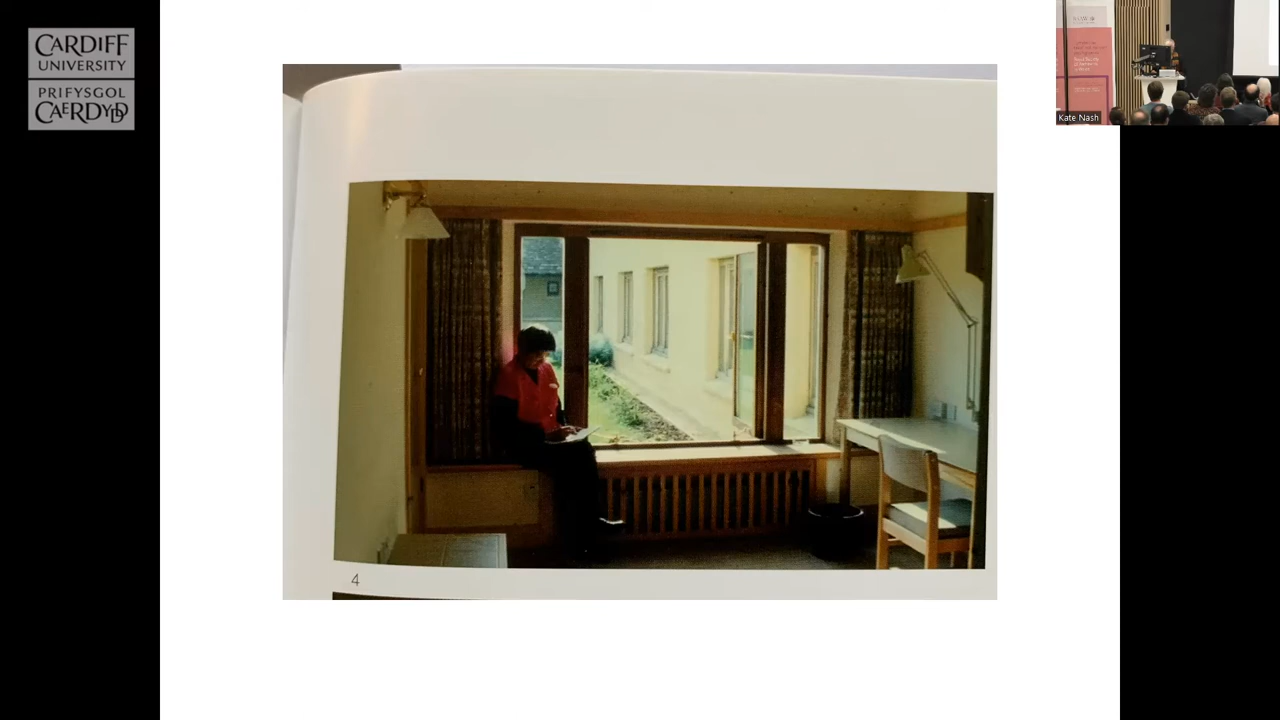 CARDIFF
UNIVERSITY
PRIFYSGOL
CAERDYDD
Kate Nash
4